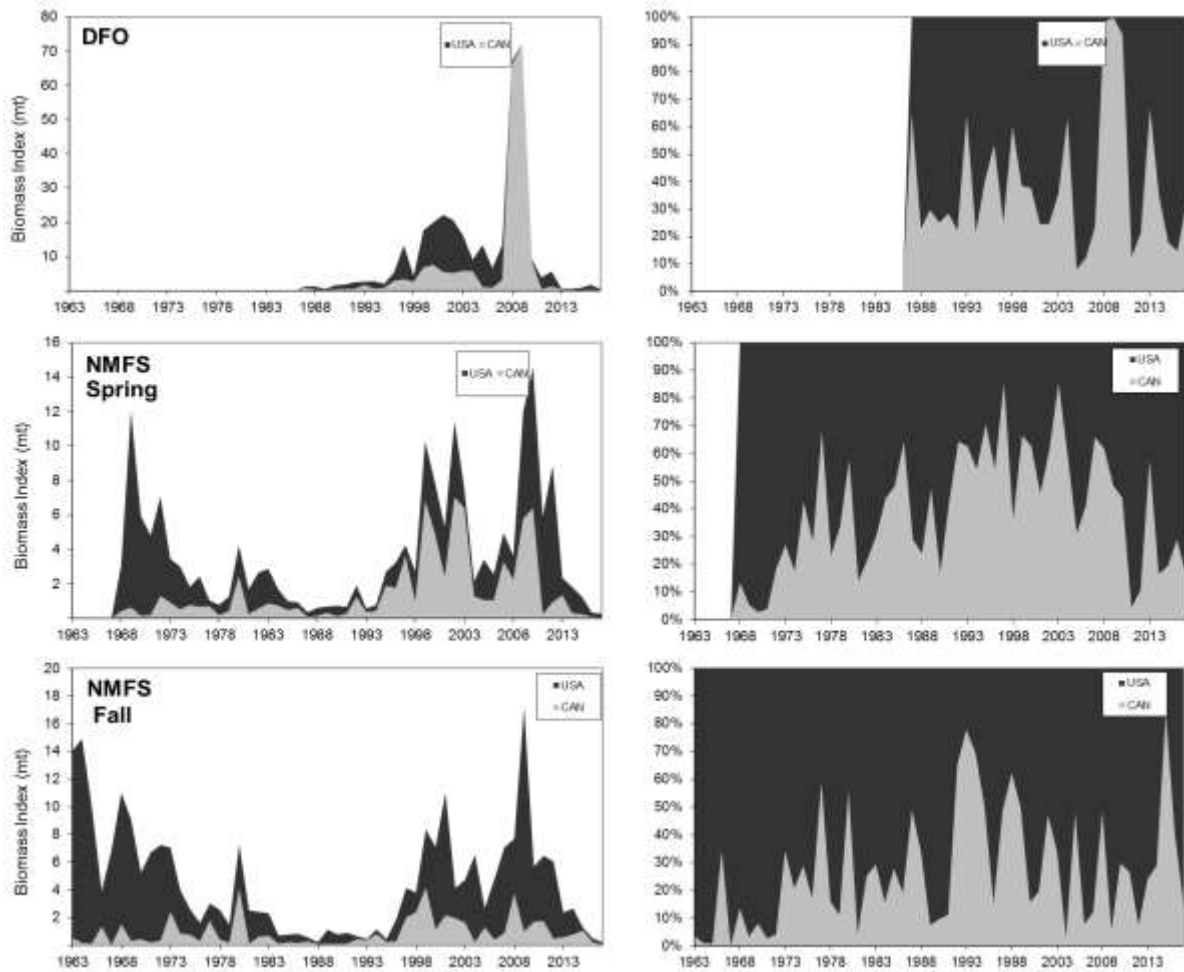 DFO
■USA ■CAN
Biomass Index (mt)
80
70
60
50
40
30
20
10
1963 1968 1973 1978 1983 1988 1993 1998 2003 2008 2013
■USA ■CAN
100%
90%
80%
70%
60%
50%
40%
30%
20%
10%
0%
1963 1968 1973 1978 1983 1988 1993 1998 2003 2008 2013
NMFS
Spring
■USA ■CAN
Biomass Index (mt)
16
14
12
10
8
6
4
2
1963 1968 1973 1978 1983 1988 1993 1998 2003 2008 2013
■USA
CAN
100%
90%
80%
70%
60%
50%
40%
30%
20%
10%
0%
1963 1968 1973 1978 1983 1988 1993 1998 2003 2008 2013
NMFS
Fall
■USA
CAN
Biomass Index (mt)
20
18
16
14
12
10
8
6
4
2
1963 1968 1973 1978 1983 1988 1993 1998 2003 2008 2013
■USA
CAN
100%
90%
80%
70%
60%
50%
40%
30%
20%
10%
0%
1963 1968 1973 1978 1983 1988 1993 1998 2003 2008 2013